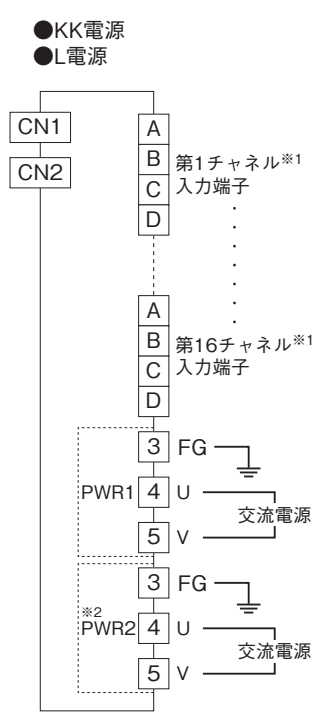 ●KK電源
●L電源
CN1
CN2
A
B
C
D
第1チャネル※1
入力端子
A
B
C
D
第16チャネル※1
入力端子
PWR1
3 FG
4 U
5 V
交流電源
※2
PWR2
3 FG
4 U
5 V
交流電源